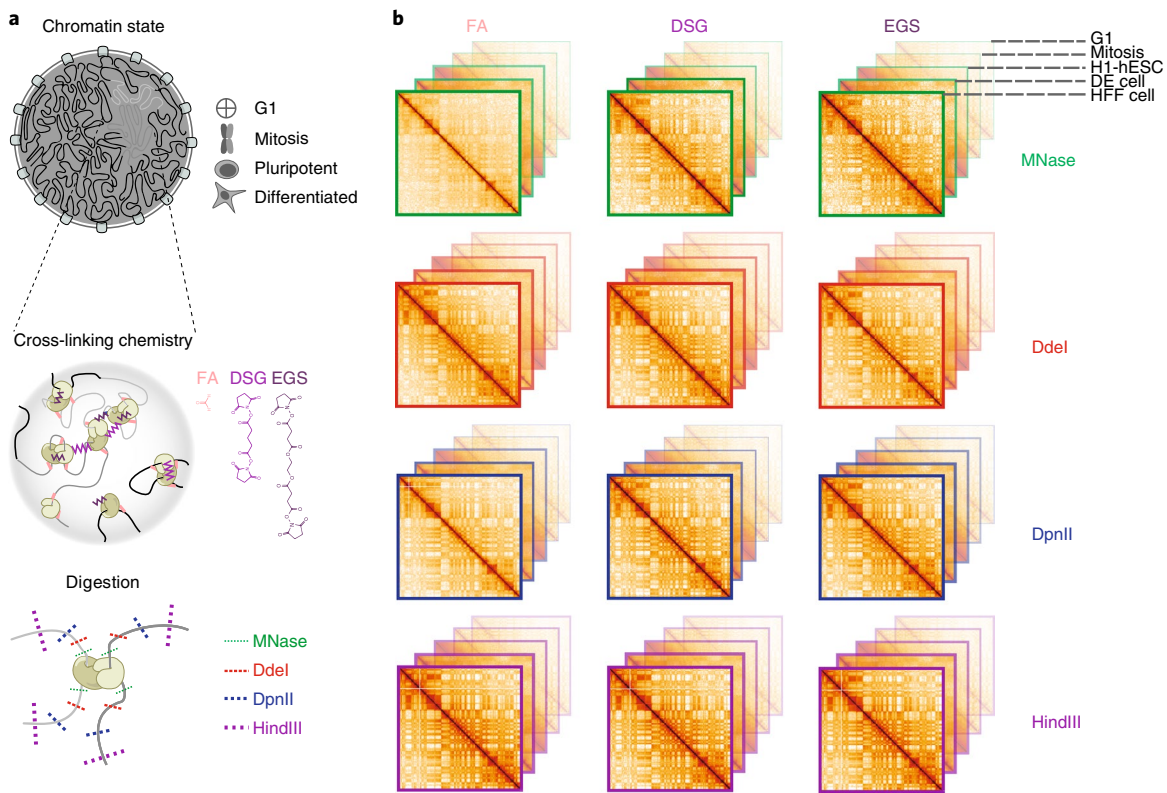 a
Chromatin state
G1
Mitosis
Pluripotent
Differentiated
Cross-linking chemistry
FA DSG EGS
Digestion
MNase
DdeI
DpnII
HindIII
b
FA DSG EGS
G1
Mitosis
H1-hESC
DE cell
HFF cell
MNase
DdeI
DpnII
HindIII